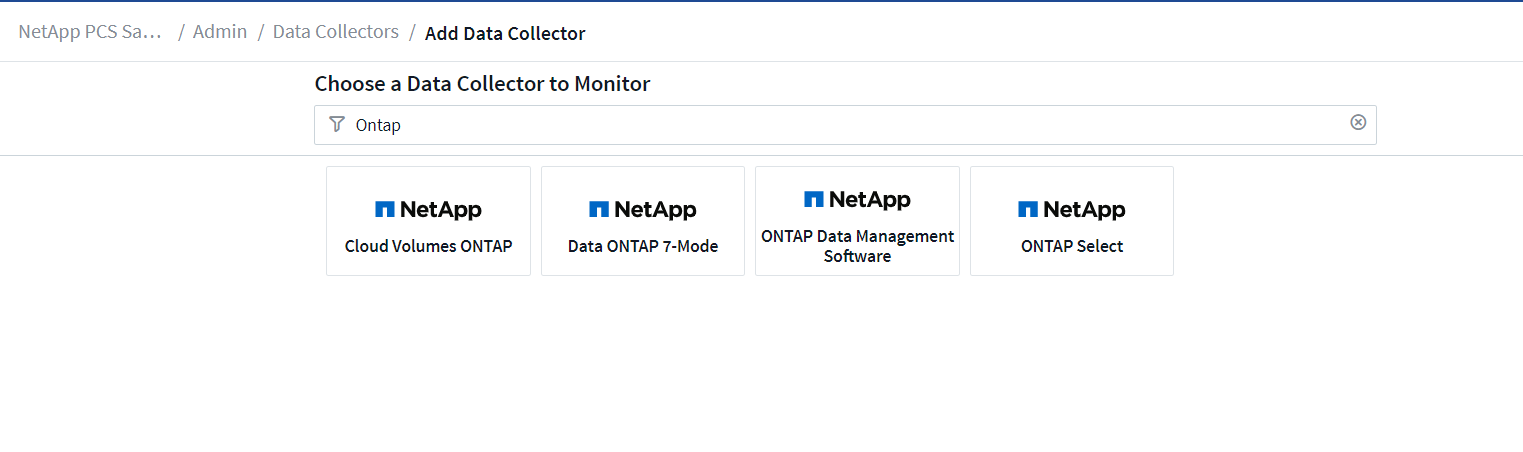 NetApp PCS Sa... / Admin / Data Collectors / Add Data Collector
Choose a Data Collector to Monitor
Ontap
NetApp
Cloud Volumes ONTAP
NetApp
Data ONTAP 7-Mode
NetApp
ONTAP Data Management
Software
NetApp
ONTAP Select